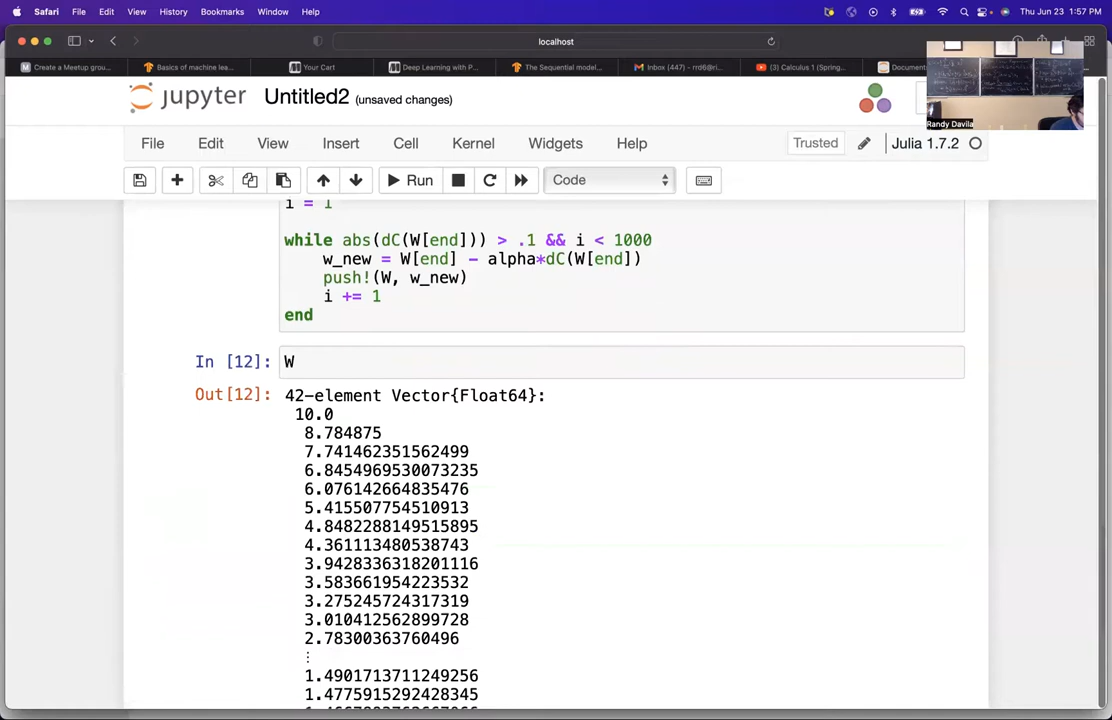 Safari File Edit View History Bookmarks Window Help Thu Jun 23 1:57 PM
localhost
Create a Meetup grou... Basics of machine lea... Your Cart Deep Learning with P... The Sequential model... Inbox (447) - rrd6@ri... (3) Calculus 1 (Spring... Document
Randy Davila
jupyter Untitled2 (unsaved changes)
File Edit View Insert Cell Kernel Widgets Help Trusted Julia 1.7.2
Run Code
i = 1
while abs(dC(W[end])) > .1 && i < 1000
w_new = W[end] - alpha*dC(W[end])
push!(W, w_new)
i += 1
end
In [12]: W
Out[12]: 42-element Vector{Float64}:
10.0
8.784875
7.741462351562499
6.8454969530073235
6.076142664835476
5.415507754510913
4.8482288149515895
4.361113480538743
3.9428336318201116
3.583661954223532
3.275245724317319
3.010412562899728
2.78300363760496
⋮
1.4901713711249256
1.4775915292428345